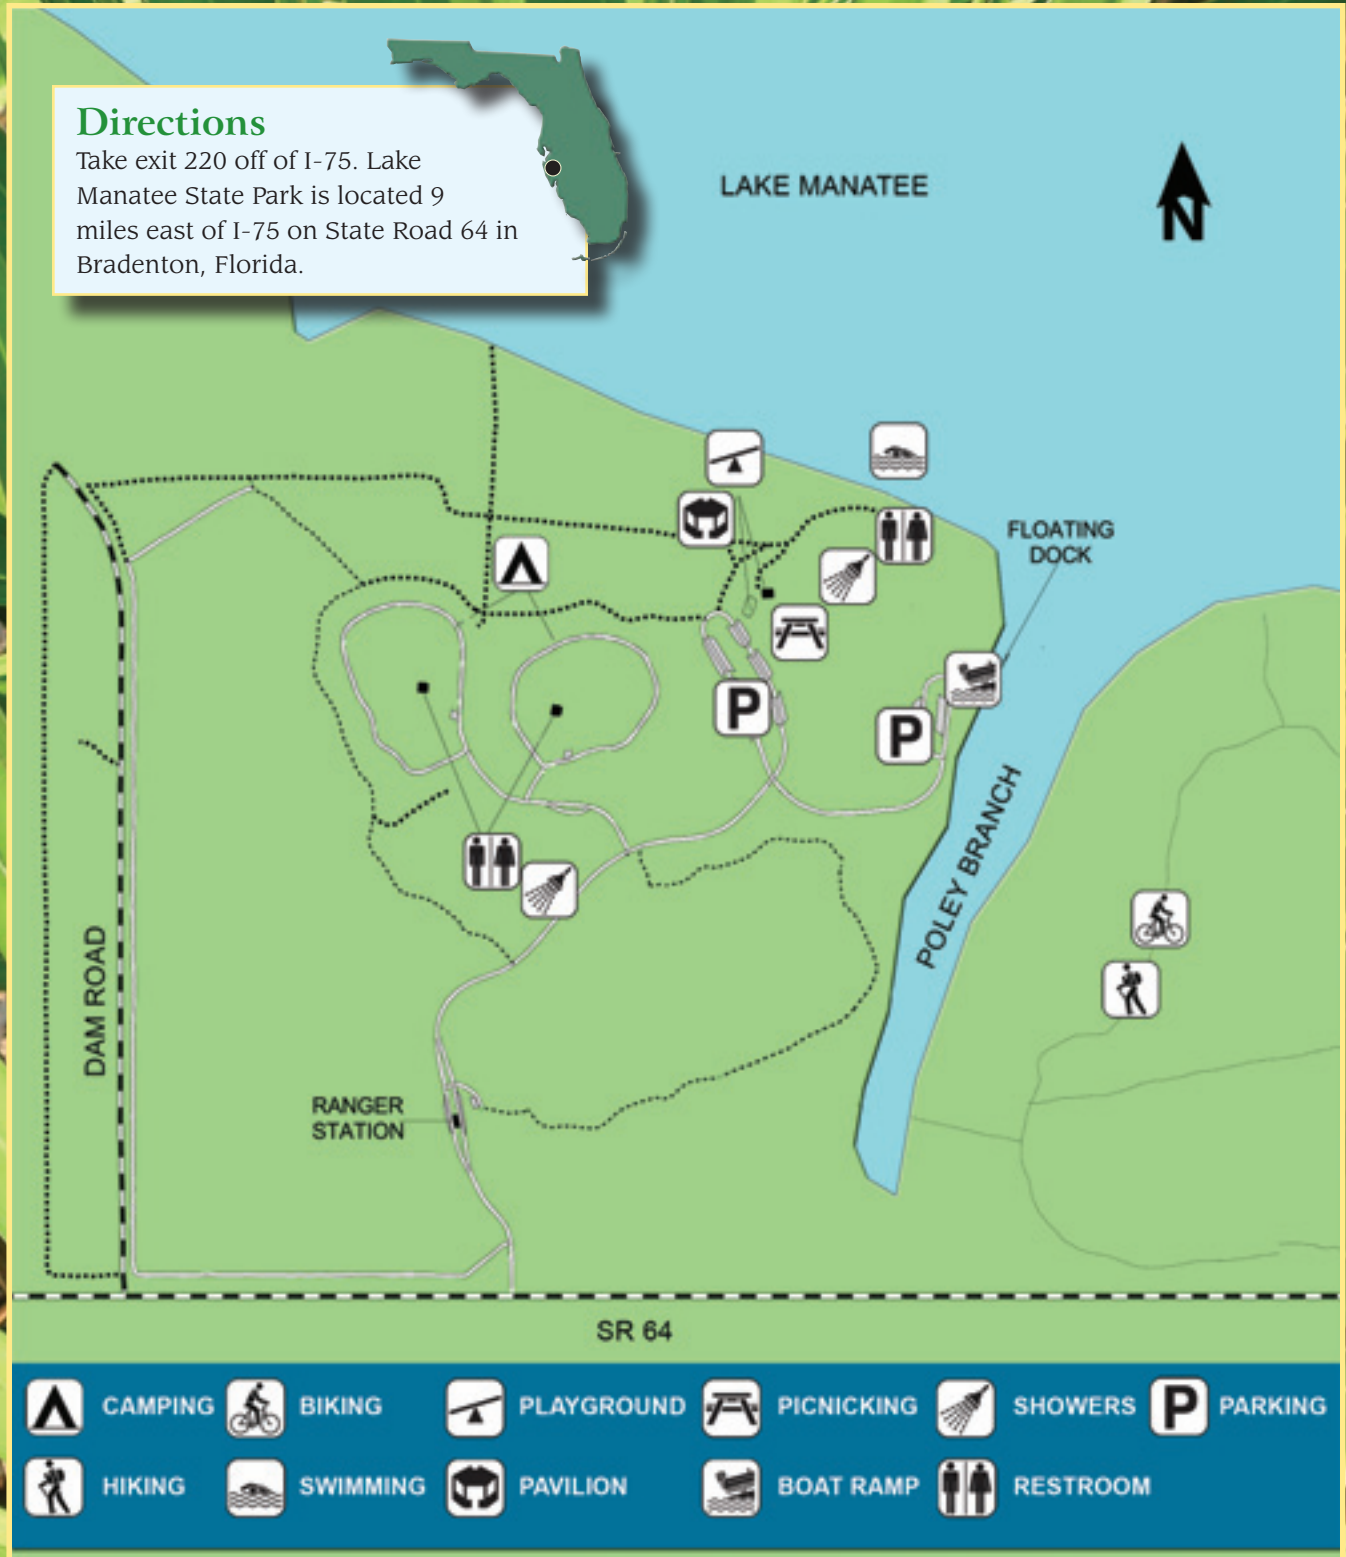 Directions
Take exit 220 off of I-75. Lake
Manatee State Park is located 9
miles east of I-75 on State Road 64 in
Bradenton, Florida.
LAKE MANATEE
N
FLOATING
DOCK
P
P
POLEY BRANCH
DAM ROAD
RANGER
STATION
SR 64
CAMPING
BIKING
PLAYGROUND
PICNICKING
SHOWERS
P PARKING
HIKING
SWIMMING
PAVILION
BOAT RAMP
RESTROOM